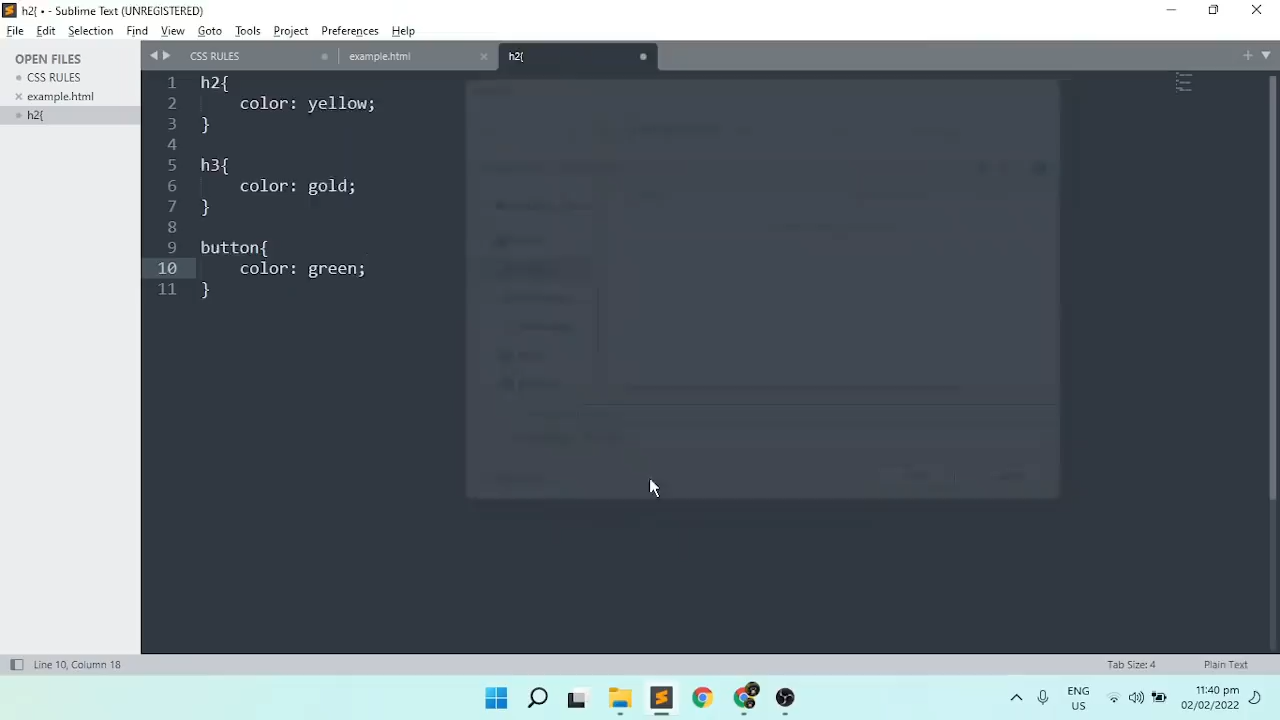 h2{ • - Sublime Text (UNREGISTERED)
File Edit Selection Find View Goto Tools Project Preferences Help
OPEN FILES
CSS RULES
example.html
h2{
CSS RULES
example.html
h2{
1 h2{
2 color: yellow;
3 }
4
5 h3{
6 color: gold;
7 }
8
9 button{
10 color: green;
11 }
Line 10, Column 18
Tab Size: 4
Plain Text
ENG
US
11:40 pm
02/02/2022